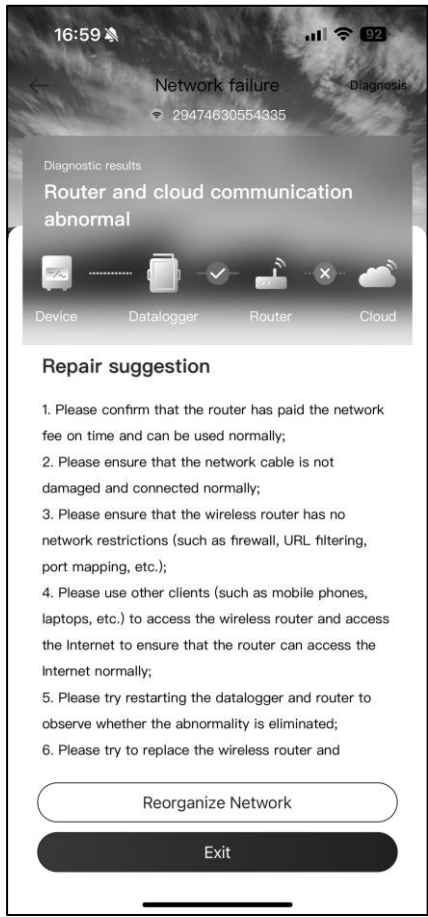 16:59
92
Network failure
Diagnosis
29474630554335
Diagnostic results
Router and cloud communication
abnormal
Device Datalogger Router Cloud
Repair suggestion
1. Please confirm that the router has paid the network
fee on time and can be used normally;
2. Please ensure that the network cable is not
damaged and connected normally;
3. Please ensure that the wireless router has no
network restrictions (such as firewall, URL filtering,
port mapping, etc.);
4. Please use other clients (such as mobile phones,
laptops, etc.) to access the wireless router and access
the Internet to ensure that the router can access the
Internet normally;
5. Please try restarting the datalogger and router to
observe whether the abnormality is eliminated;
6. Please try to replace the wireless router and
Reorganize Network
Exit